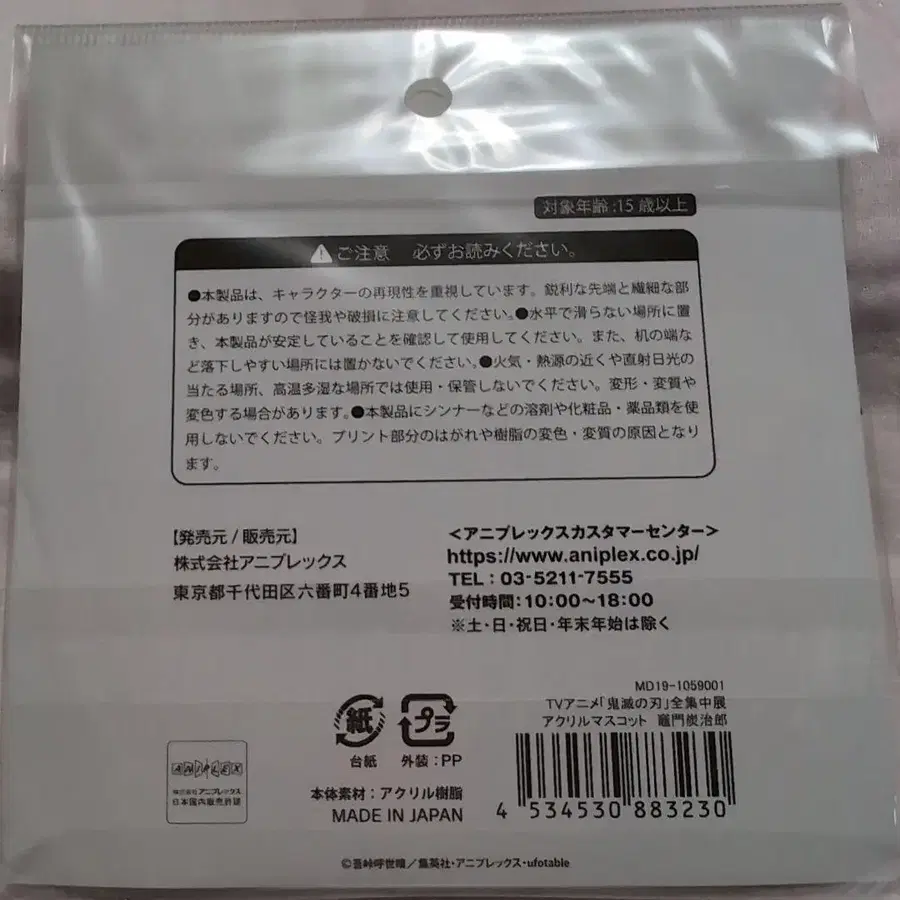 対象年齢:15歳以上
ご注意 必ずお読みください。
●本製品は、キャラクターの再現性を重視しています。鋭利な先端と繊細な部
分がありますので怪我や破損に注意してください。●水平で滑らない場所に置
き、本製品が安定していることを確認して使用してください。また、机の端な
ど落下しやすい場所には置かないでください。●火気・熱源の近くや直射日光の
当たる場所、高温多湿な場所では使用・保管しないでください。変形・変質や
変色する場合があります。●本製品にシンナーなどの溶剤や化粧品・薬品類を使
用しないでください。プリント部分のはがれや樹脂の変色・変質の原因となり
ます。
【発売元/販売元】
株式会社アニプレックス
東京都千代田区六番町4番地5
<アニプレックスカスタマーセンター>
https://www.aniplex.co.jp/
TEL:03-5211-7555
受付時間:10:00〜18:00
※土・日・祝日・年末年始は除く
MD19-1059001
TVアニメ「鬼滅の刃」全集中展
アクリルマスコット 竈門炭治郎
紙
プラ
台紙 外装:PP
本体素材:アクリル樹脂
MADE IN JAPAN
4 534530 883230
ANIPLEX
株式会社アニプレックス
日本国内販売許諾
©吾峠呼世晴/集英社・アニプレックス・ufotable